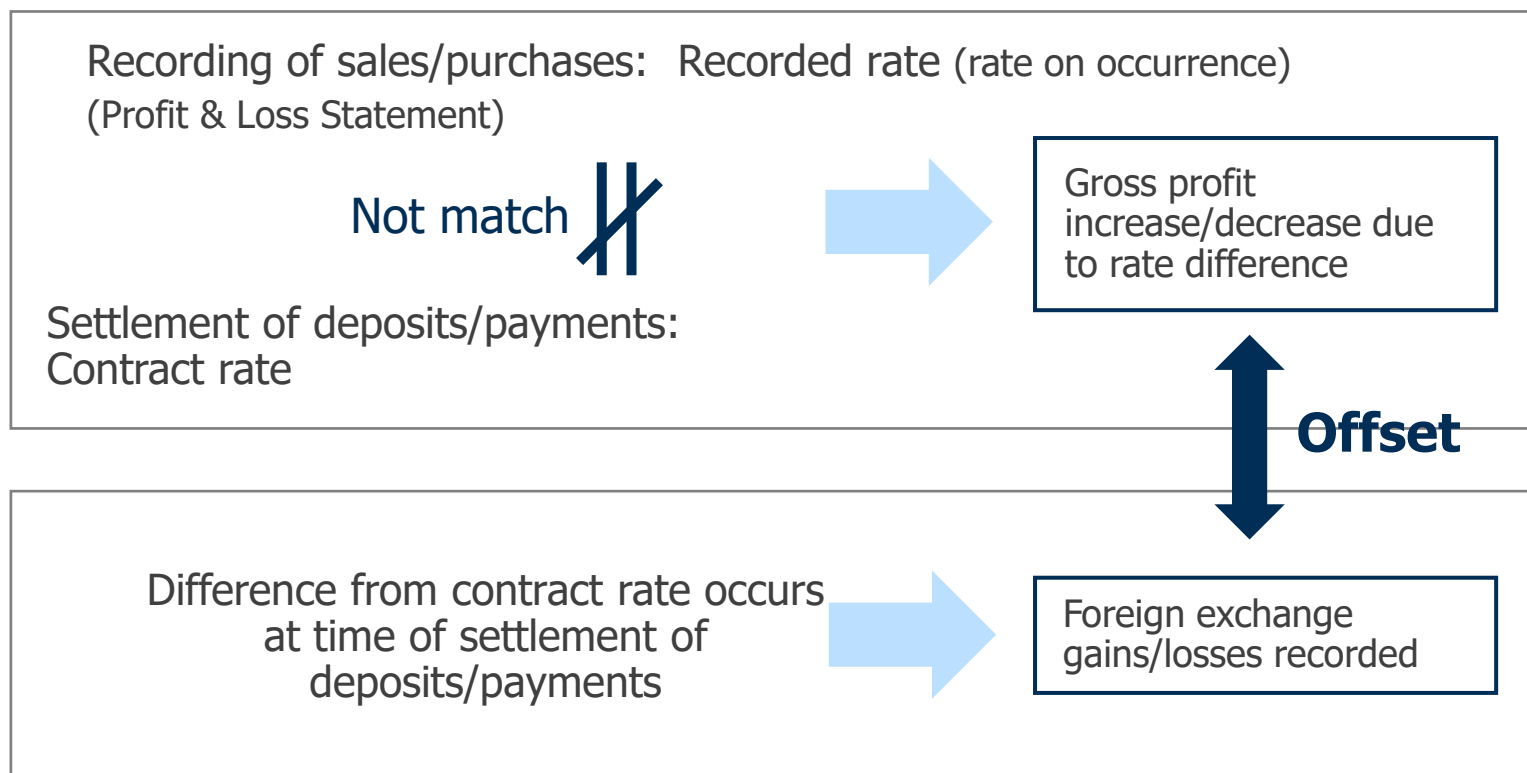 Recording of sales/purchases: Recorded rate (rate on occurrence)
(Profit & Loss Statement)
Not match
Gross profit
increase/decrease due
to rate difference
Settlement of deposits/payments:
Contract rate
Offset
Difference from contract rate occurs
at time of settlement of
deposits/payments
Foreign exchange
gains/losses recorded